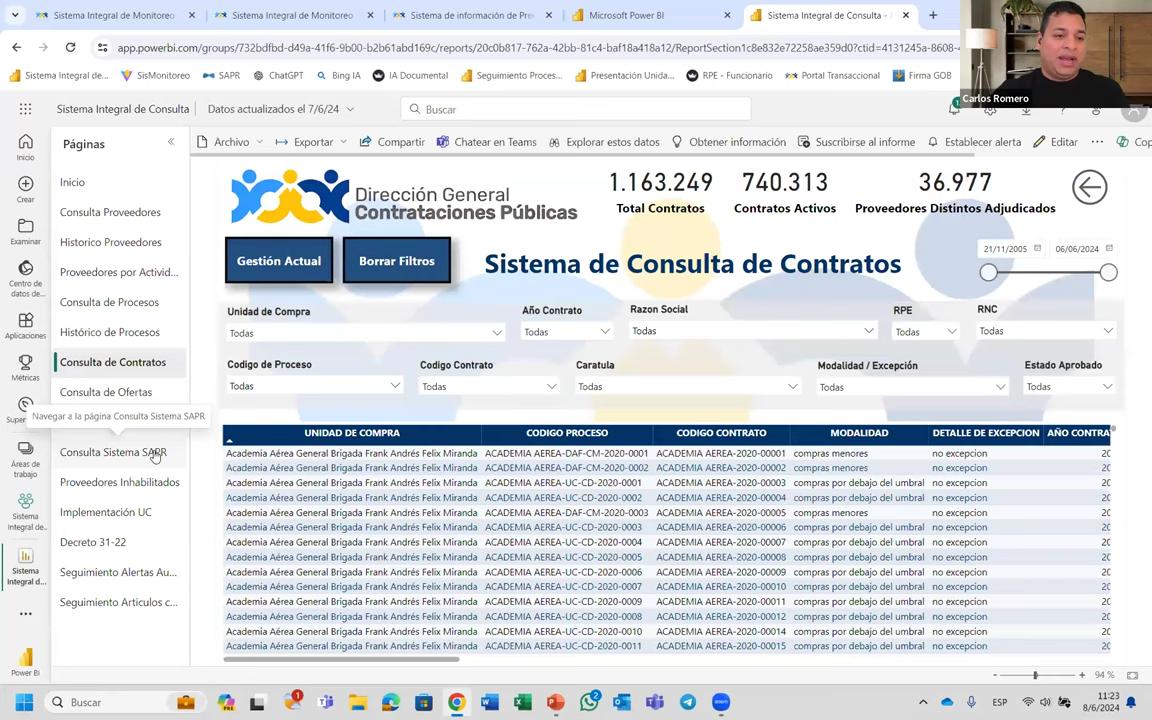 Sistema Integral de Monitoreo
Sistema Integral de Monitoreo
Sistema de información de Pre
Microsoft Power BI
Sistema Integral de Consulta -
app.powerbi.com/groups/732bdfbd-d49a-41f6-9b00-b2b61abd169c/reports/20c0b817-762a-42bb-81c4-baf18a418a12/ReportSection1c8e832e72258ae359d0?ctid=4131245a-8608-4
Sistema Integral de...
SisMonitoreo
SAPR
ChatGPT
Bing IA
IA Documental
Seguimiento Proces...
Presentación Unida...
RPE - Funcionario
Portal Transaccional
Firma GOB
Carlos Romero
Sistema Integral de Consulta
Datos actualizados el 7/6/24
Buscar
Páginas
Archivo
Exportar
Compartir
Chatear en Teams
Explorar estos datos
Obtener información
Suscribirse al informe
Establecer alerta
Editar
Cop
Inicio
Crear
Examinar
Centro de datos de...
Aplicaciones
Métricas
Super
Áreas de trabajo
Sistema Integral de...
Sistema Integral d...
Power BI
Inicio
Consulta Proveedores
Historico Proveedores
Proveedores por Activid...
Consulta de Procesos
Histórico de Procesos
Consulta de Contratos
Consulta de Ofertas
Navegar a la página Consulta Sistema SAPR
Consulta Sistema SAPR
Proveedores Inhabilitados
Implementación UC
Decreto 31-22
Seguimiento Alertas Au...
Seguimiento Articulos c...
Dirección General
Contrataciones Públicas
1.163.249
Total Contratos
740.313
Contratos Activos
36.977
Proveedores Distintos Adjudicados
Gestión Actual
Borrar Filtros
Sistema de Consulta de Contratos
21/11/2005
06/06/2024
Unidad de Compra
Todas
Año Contrato
Todas
Razon Social
Todas
RPE
Todas
RNC
Todas
Codigo de Proceso
Todas
Codigo Contrato
Todas
Caratula
Todas
Modalidad / Excepción
Todas
Estado Aprobado
Todas
UNIDAD DE COMPRA CODIGO PROCESO CODIGO CONTRATO MODALIDAD DETALLE DE EXCEPCION AÑO CONTRA
Academia Aérea General Brigada Frank Andrés Felix Miranda ACADEMIA AEREA-DAF-CM-2020-0001 ACADEMIA AEREA-2020-00001 compras menores no excepcion 20
Academia Aérea General Brigada Frank Andrés Felix Miranda ACADEMIA AEREA-DAF-CM-2020-0002 ACADEMIA AEREA-2020-00002 compras menores no excepcion 20
Academia Aérea General Brigada Frank Andrés Felix Miranda ACADEMIA AEREA-UC-CD-2020-0001 ACADEMIA AEREA-2020-00003 compras por debajo del umbral no excepcion 20
Academia Aérea General Brigada Frank Andrés Felix Miranda ACADEMIA AEREA-UC-CD-2020-0002 ACADEMIA AEREA-2020-00004 compras por debajo del umbral no excepcion 20
Academia Aérea General Brigada Frank Andrés Felix Miranda ACADEMIA AEREA-DAF-CM-2020-0003 ACADEMIA AEREA-2020-00005 compras menores no excepcion 20
Academia Aérea General Brigada Frank Andrés Felix Miranda ACADEMIA AEREA-UC-CD-2020-0003 ACADEMIA AEREA-2020-00006 compras por debajo del umbral no excepcion 20
Academia Aérea General Brigada Frank Andrés Felix Miranda ACADEMIA AEREA-UC-CD-2020-0004 ACADEMIA AEREA-2020-00007 compras por debajo del umbral no excepcion 20
Academia Aérea General Brigada Frank Andrés Felix Miranda ACADEMIA AEREA-UC-CD-2020-0005 ACADEMIA AEREA-2020-00008 compras por debajo del umbral no excepcion 20
Academia Aérea General Brigada Frank Andrés Felix Miranda ACADEMIA AEREA-UC-CD-2020-0006 ACADEMIA AEREA-2020-00009 compras por debajo del umbral no excepcion 20
Academia Aérea General Brigada Frank Andrés Felix Miranda ACADEMIA AEREA-UC-CD-2020-0009 ACADEMIA AEREA-2020-00011 compras por debajo del umbral no excepcion 20
Academia Aérea General Brigada Frank Andrés Felix Miranda ACADEMIA AEREA-UC-CD-2020-0008 ACADEMIA AEREA-2020-00012 compras por debajo del umbral no excepcion 20
Academia Aérea General Brigada Frank Andrés Felix Miranda ACADEMIA AEREA-UC-CD-2020-0010 ACADEMIA AEREA-2020-00014 compras por debajo del umbral no excepcion 20
Academia Aérea General Brigada Frank Andrés Felix Miranda ACADEMIA AEREA-UC-CD-2020-0011 ACADEMIA AEREA-2020-00015 compras por debajo del umbral no excepcion 20
94 %
Buscar
ESP
11:23
8/6/2024